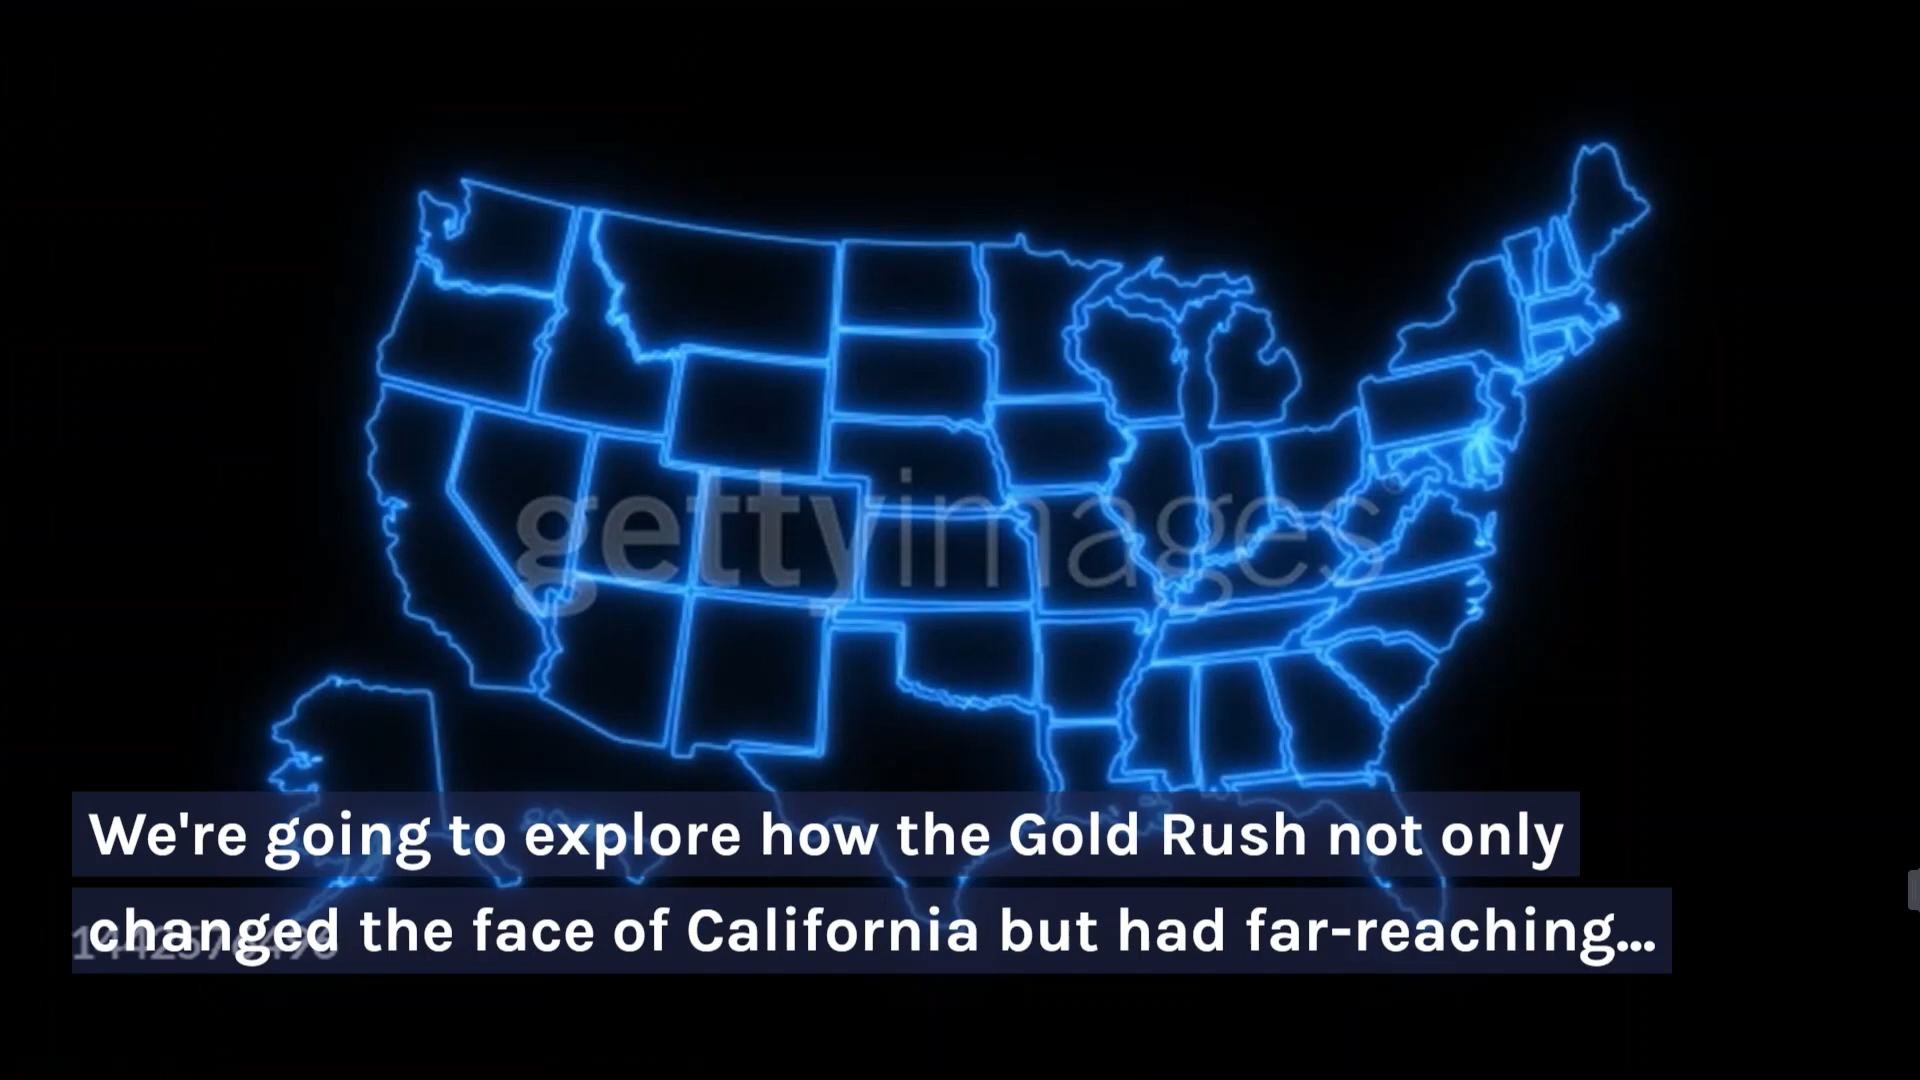 gettyimages®
We're going to explore how the Gold Rush not only
changed the face of California but had far-reaching...